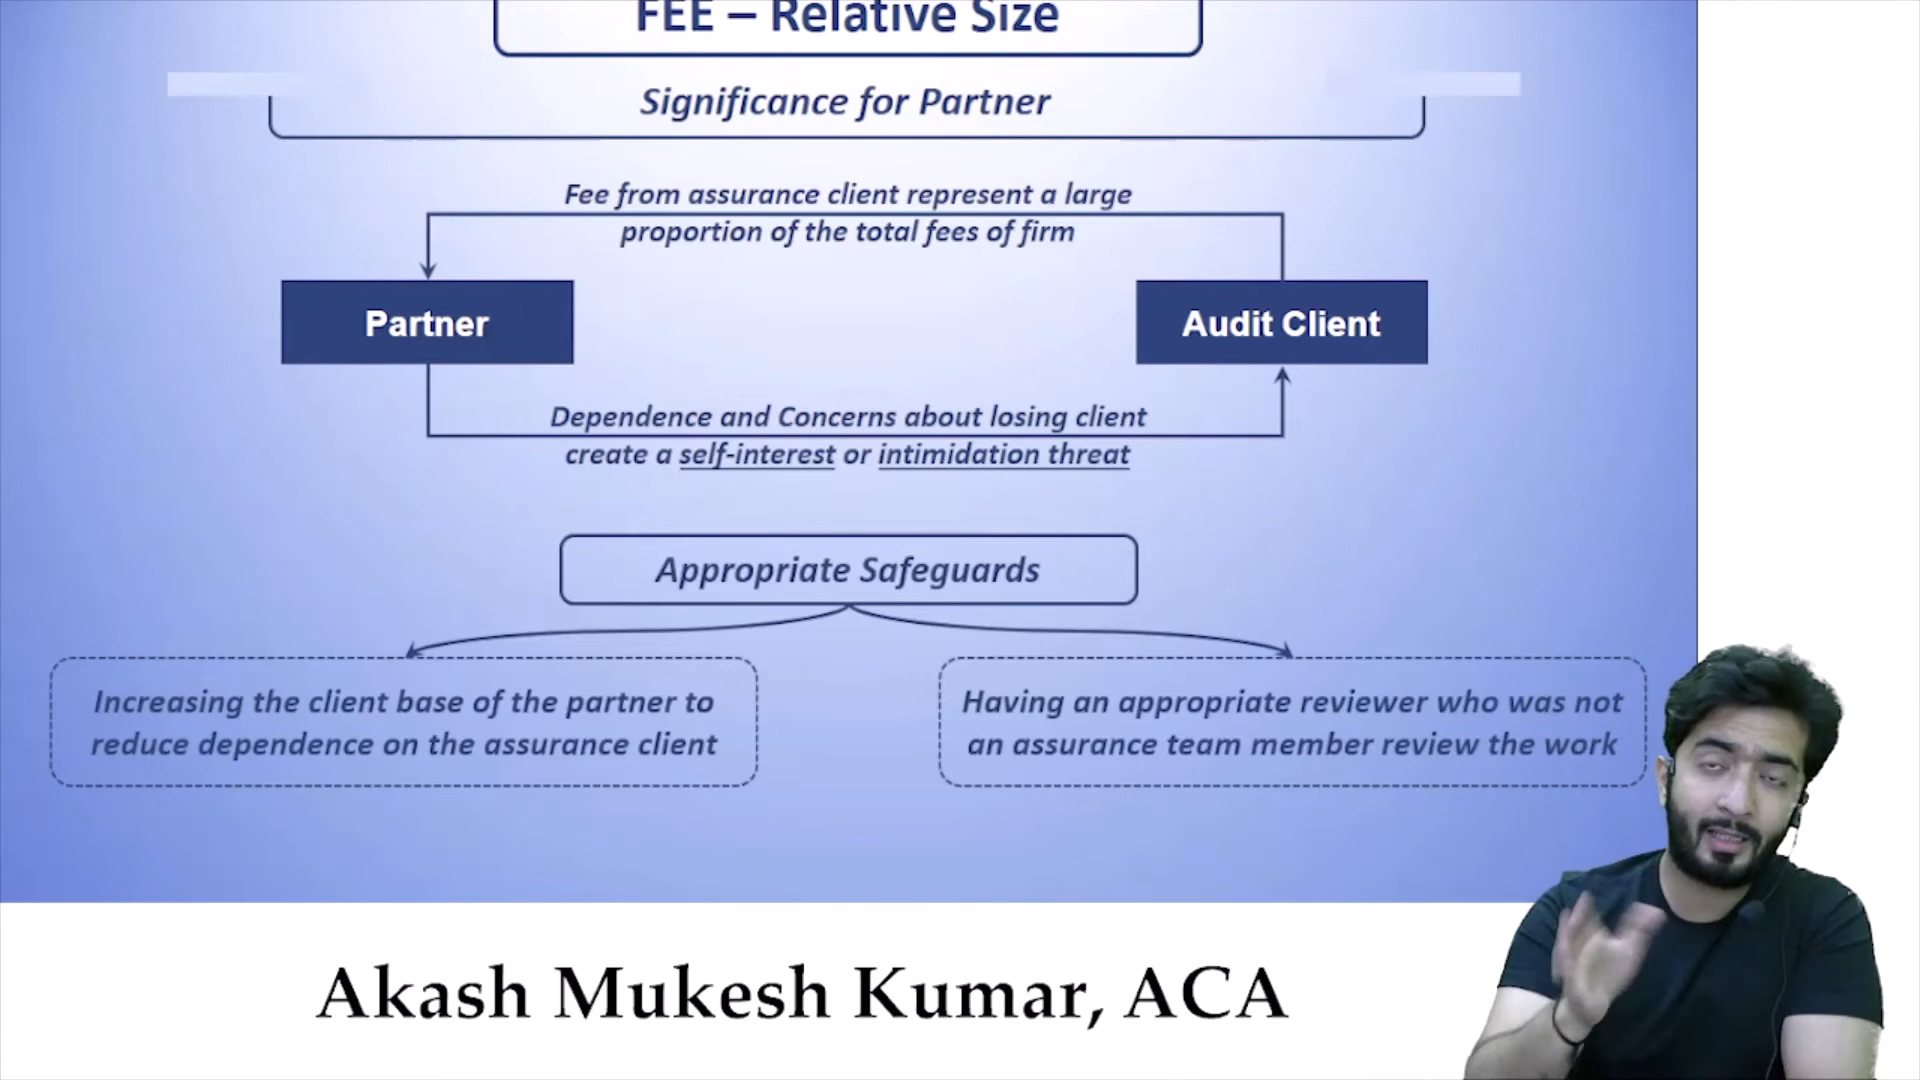 FEE – Relative Size
Significance for Partner
Fee from assurance client represent a large
proportion of the total fees of firm
Partner
Audit Client
Dependence and Concerns about losing client
create a self-interest or intimidation threat
Appropriate Safeguards
Increasing the client base of the partner to
reduce dependence on the assurance client
Having an appropriate reviewer who was not
an assurance team member review the work
Akash Mukesh Kumar, ACA